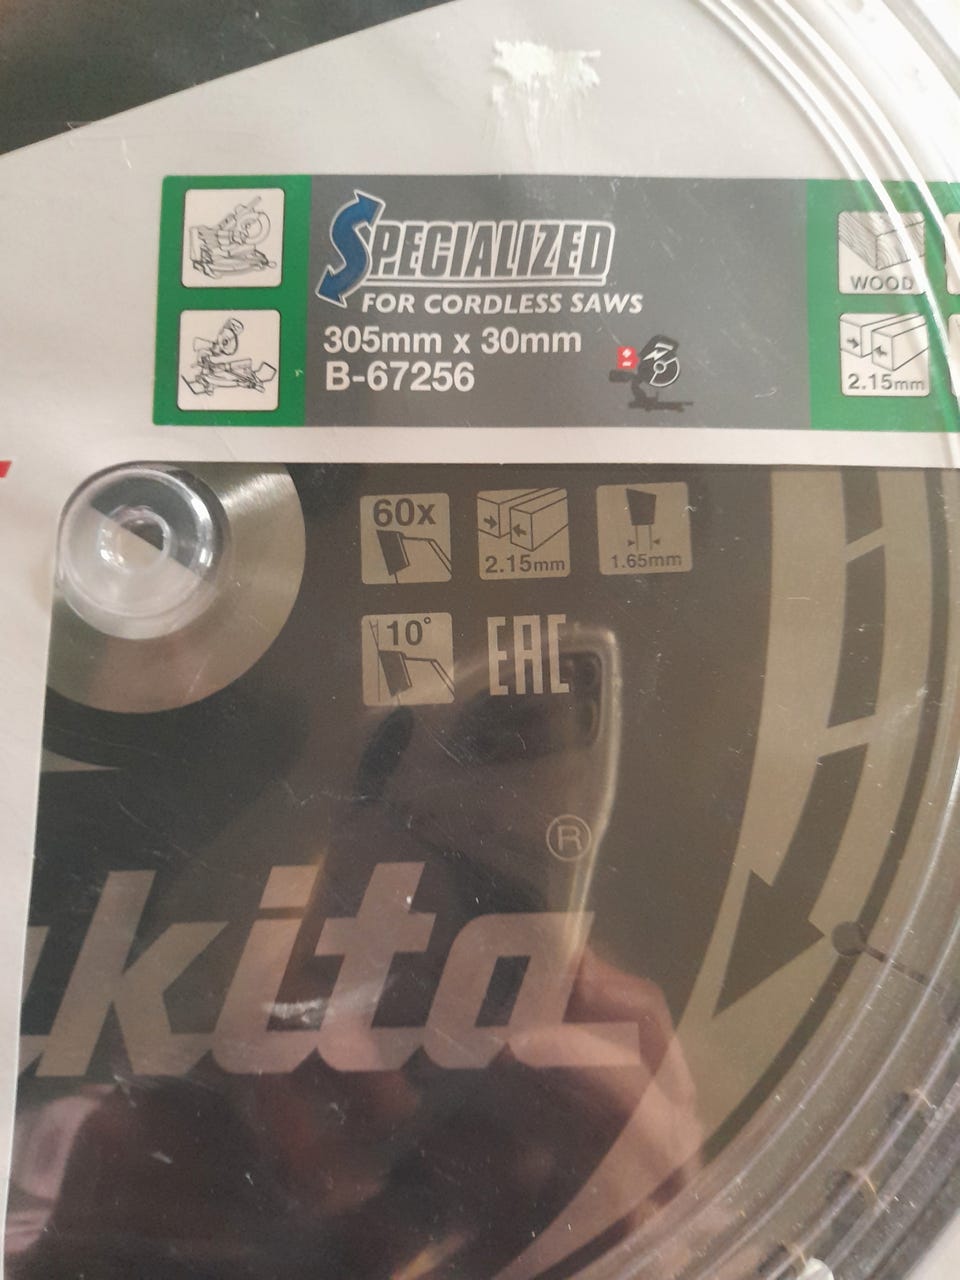 SPECIALIZED
FOR CORDLESS SAWS
305mm x 30mm
B-67256
WOOD
2.15mm
60x
2.15mm
1.65mm
10°
EAC
®
kita